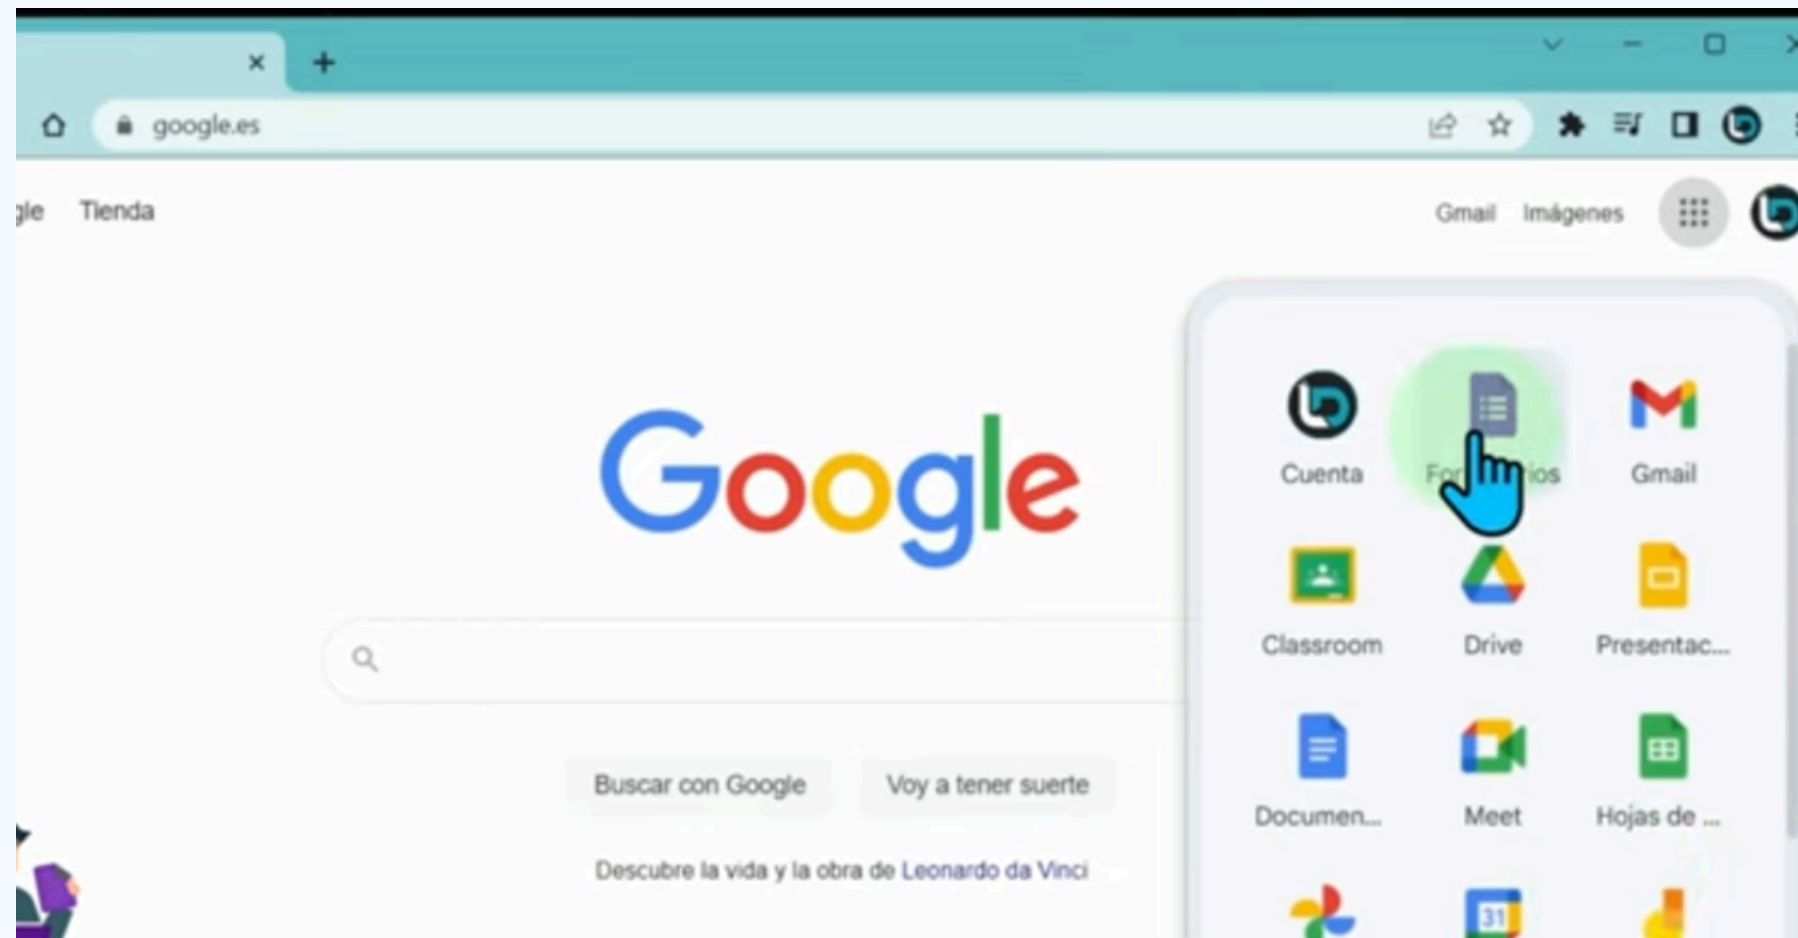 google.es
gle Tienda
Gmail Imágenes
Google
Cuenta
Gmail
Classroom Drive Presentac...
Buscar con Google Voy a tener suerte
Documen... Meet Hojas de ...
Descubre la vida y la obra de Leonardo da Vinci
31